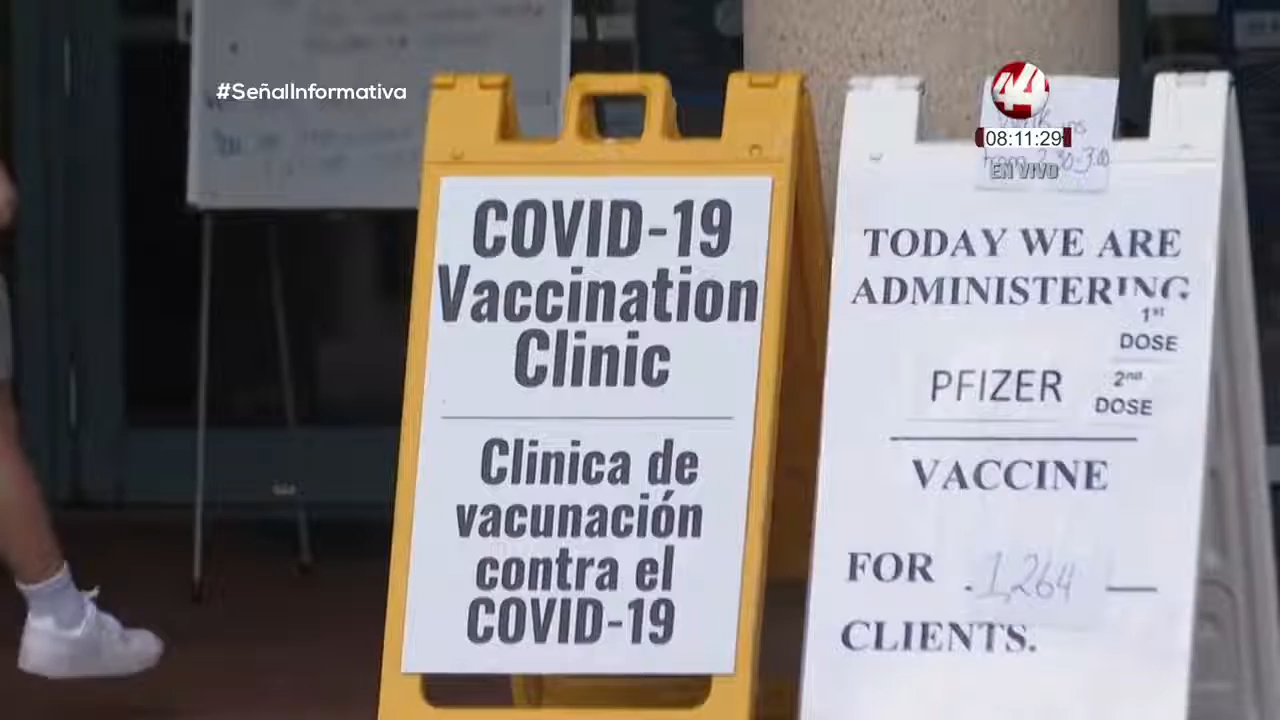 #SeñalInformativa
08:11:29
EN VIVO
COVID-19
Vaccination
Clinic
Clinica de
vacunación
contra el
COVID-19
TODAY WE ARE
ADMINISTERING
1st
DOSE
PFIZER
2nd
DOSE
VACCINE
FOR 1,264
CLIENTS.